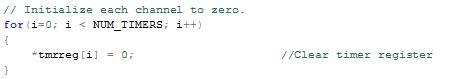 // Initialize each channel to zero.
for(i=0; i < NUM_TIMERS; i++)
{
    *tmrreg[i] = 0;                    //Clear timer register
}